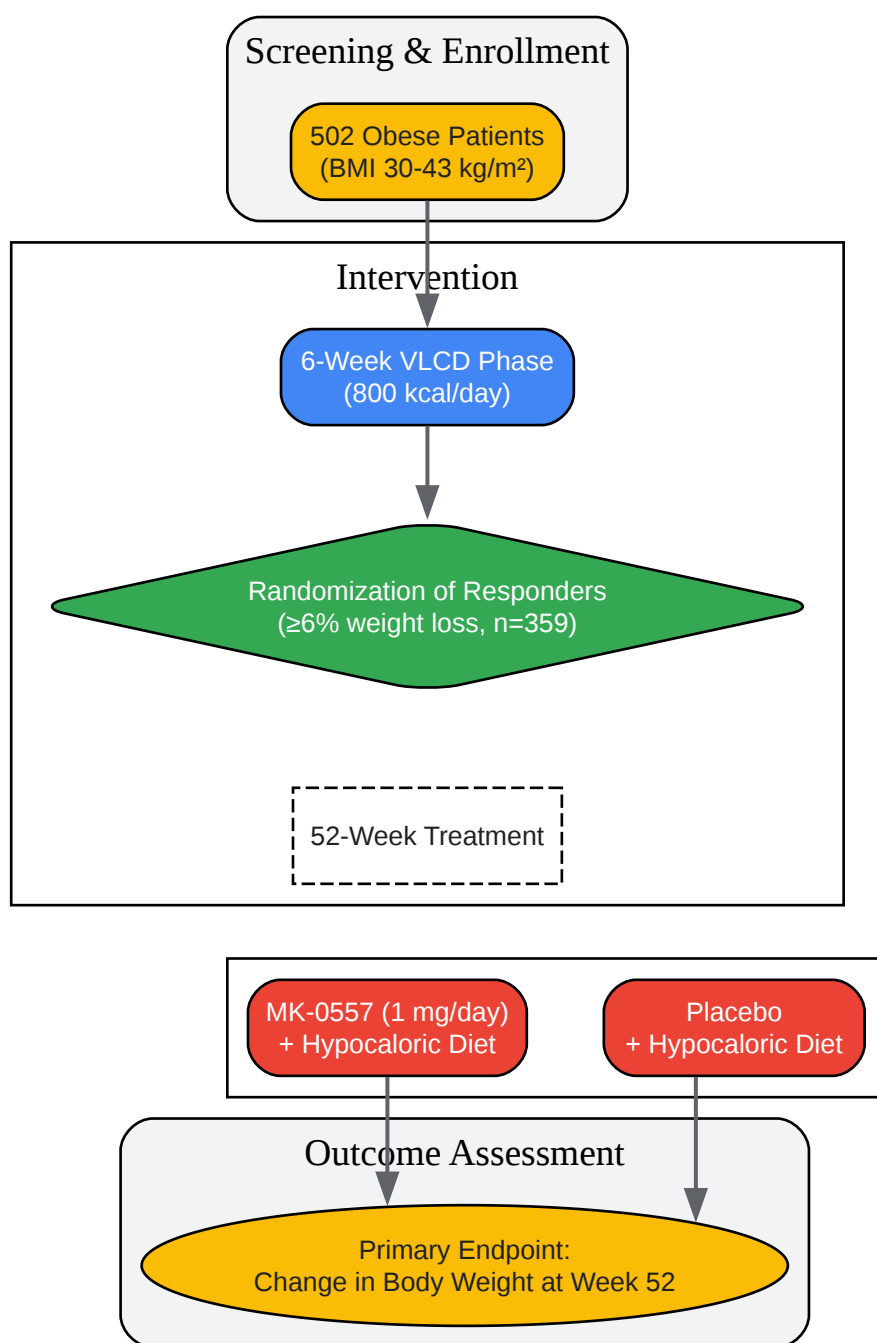 Screening & Enrollment
502 Obese Patients
(BMI 30-43 kg/m²)
Intervention
6-Week VLCD Phase
(800 kcal/day)
Randomization of Responders
(≥6% weight loss, n=359)
52-Week Treatment
MK-0557 (1 mg/day)
+ Hypocaloric Diet
Placebo
+ Hypocaloric Diet
Outcome Assessment
Primary Endpoint:
Change in Body Weight at Week 52